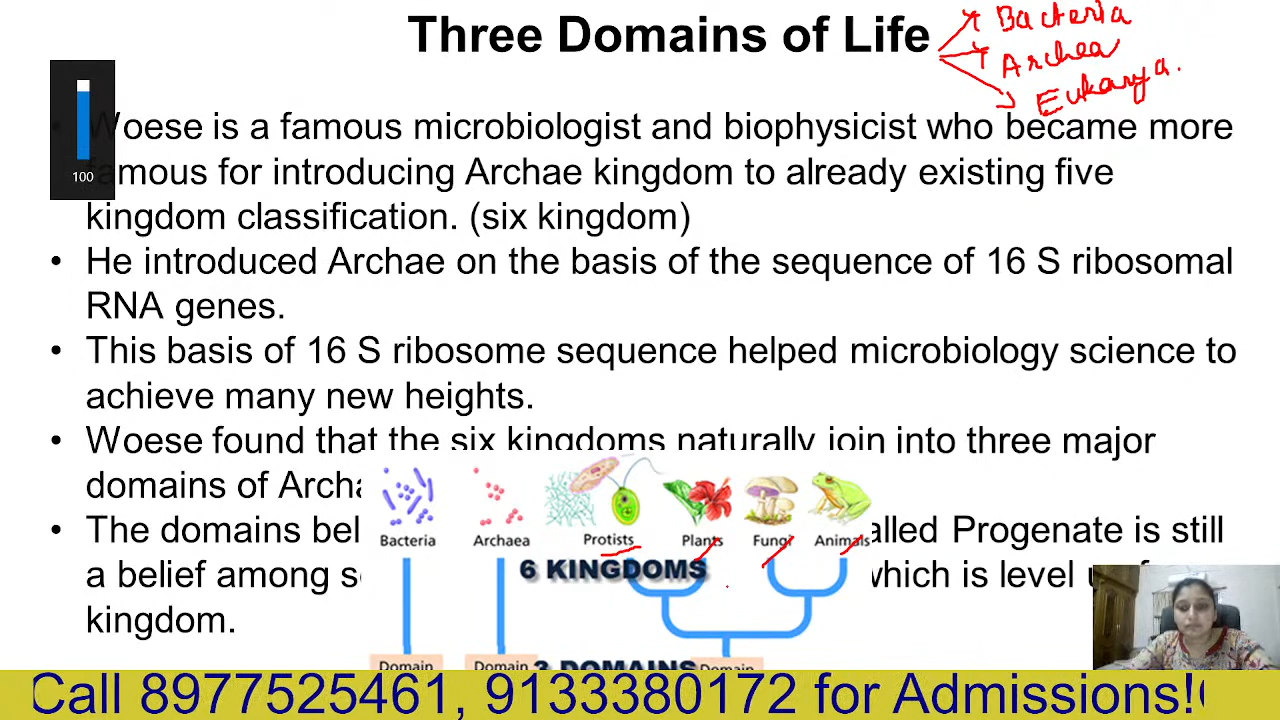 Three Domains of Life
Bacteria
Archea
Eukarya.
• Woese is a famous microbiologist and biophysicist who became more
famous for introducing Archae kingdom to already existing five
kingdom classification. (six kingdom)
• He introduced Archae on the basis of the sequence of 16 S ribosomal
RNA genes.
• This basis of 16 S ribosome sequence helped microbiology science to
achieve many new heights.
• Woese found that the six kingdoms naturally join into three major
domains of
• The domains alled Progenate is still
a belief among which is level
kingdom.
100
Bacteria Archaea Protists Plants Fungi Animals
6 KINGDOMS
Domain Domain 3 DOMAINS Domain
Call 8977525461, 9133380172 for Admissions!